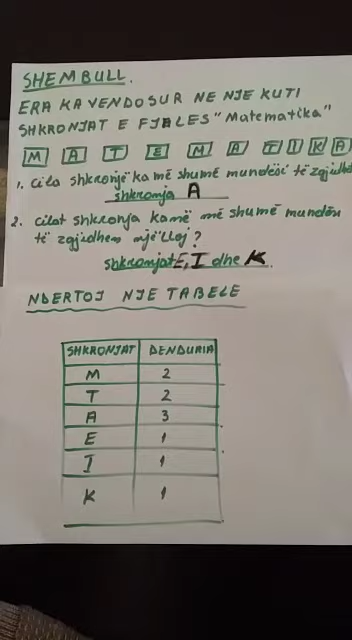 SHEMBULL.
ERA KA VENDOSUR NE NJE KUTI
SHKRONJAT E FJALES "Matematika"
M A T E M A T I K A
1. cila shkronjë ka më shumë mundësi të zgjidhet
shkronja A
2. cilat shkronja kanë më shumë mundësi
të zgjidhen një lloj?
shkronjat E, I dhe K.
NDERTOJ NJE TABELE
SHKRONJAT DENDURIA
M 2
T 2
A 3
E 1
I 1
K 1